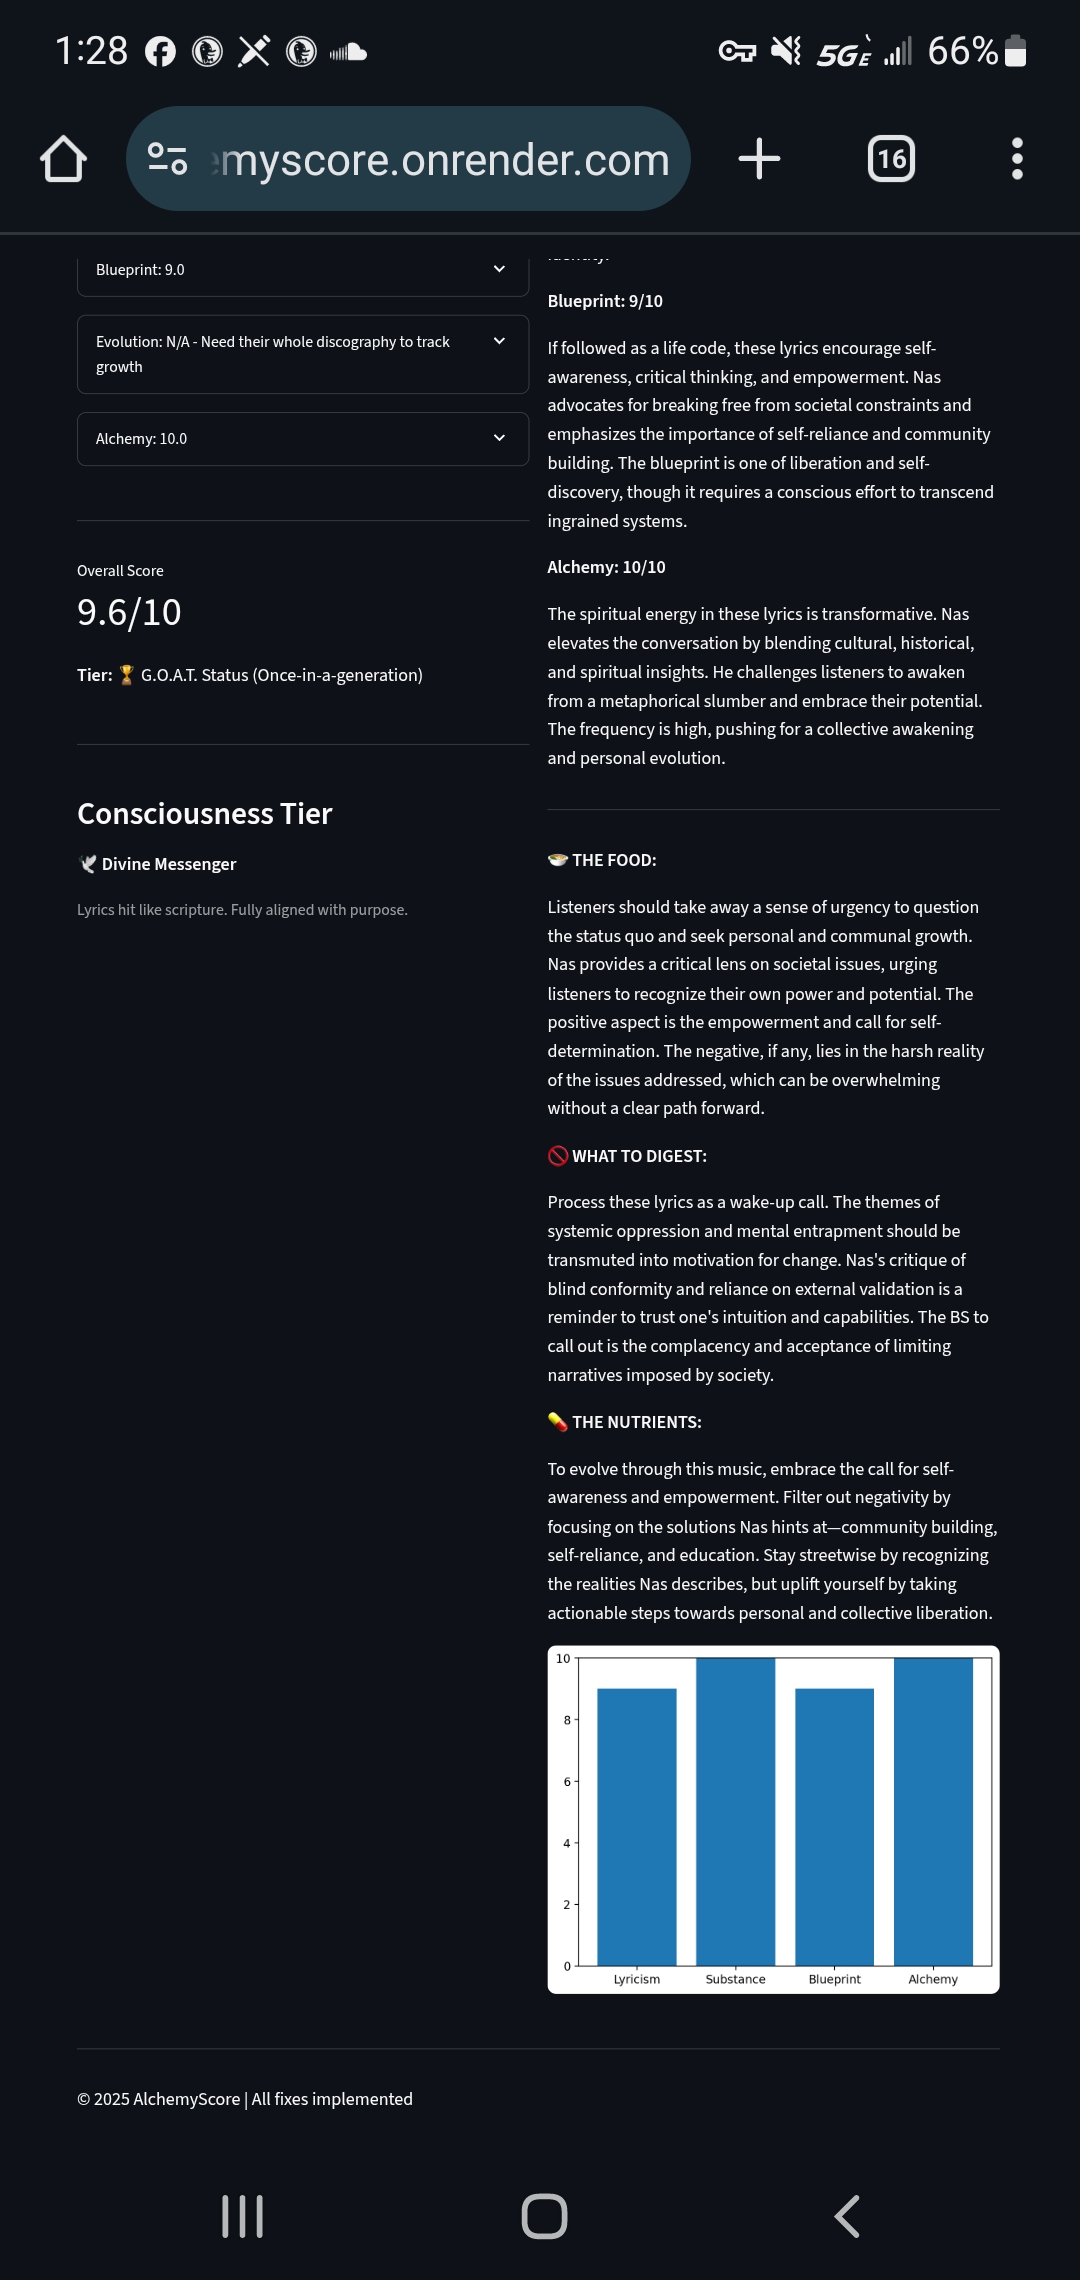 1:28
5GE
66%
emyscore.onrender.com
16
Blueprint: 9.0
Evolution: N/A - Need their whole discography to track
growth
Alchemy: 10.0
Overall Score
9.6/10
Tier: 🏆 G.O.A.T. Status (Once-in-a-generation)
Consciousness Tier
🕊️ Divine Messenger
Lyrics hit like scripture. Fully aligned with purpose.
Blueprint: 9/10
If followed as a life code, these lyrics encourage self-
awareness, critical thinking, and empowerment. Nas
advocates for breaking free from societal constraints and
emphasizes the importance of self-reliance and community
building. The blueprint is one of liberation and self-
discovery, though it requires a conscious effort to transcend
ingrained systems.
Alchemy: 10/10
The spiritual energy in these lyrics is transformative. Nas
elevates the conversation by blending cultural, historical,
and spiritual insights. He challenges listeners to awaken
from a metaphorical slumber and embrace their potential.
The frequency is high, pushing for a collective awakening
and personal evolution.
🍲 THE FOOD:
Listeners should take away a sense of urgency to question
the status quo and seek personal and communal growth.
Nas provides a critical lens on societal issues, urging
listeners to recognize their own power and potential. The
positive aspect is the empowerment and call for self-
determination. The negative, if any, lies in the harsh reality
of the issues addressed, which can be overwhelming
without a clear path forward.
🚫 WHAT TO DIGEST:
Process these lyrics as a wake-up call. The themes of
systemic oppression and mental entrapment should be
transmuted into motivation for change. Nas's critique of
blind conformity and reliance on external validation is a
reminder to trust one's intuition and capabilities. The BS to
call out is the complacency and acceptance of limiting
narratives imposed by society.
💊 THE NUTRIENTS:
To evolve through this music, embrace the call for self-
awareness and empowerment. Filter out negativity by
focusing on the solutions Nas hints at—community building,
self-reliance, and education. Stay streetwise by recognizing
the realities Nas describes, but uplift yourself by taking
actionable steps towards personal and collective liberation.
10
8
6
4
2
0
Lyricism Substance Blueprint Alchemy
© 2025 AlchemyScore | All fixes implemented